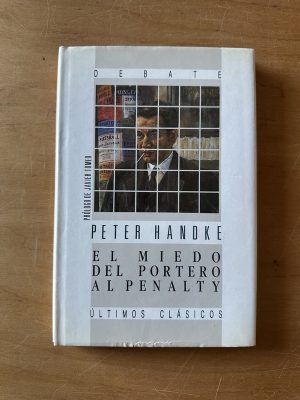 DEBATE
PRÓLOGO DE JAVIER TOMEO
PETER HANDKE
EL MIEDO
DEL PORTERO
AL PENALTY
ÚLTIMOS CLÁSICOS